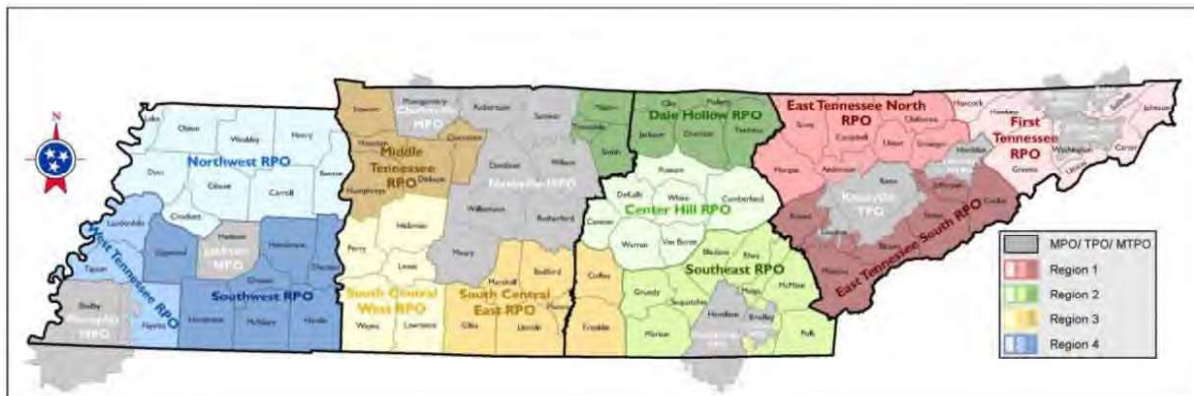 N
Northwest RPO
Lake
Obion
Weakley
Henry
Dyer
Gibson
Carroll
Benton
Crockett
West Tennessee RPO
Lauderdale
Tipton
Fayette
Shelby
Memphis MPO
Southwest RPO
Haywood
Madison
Jackson MPO
Henderson
Decatur
Chester
Hardeman
McNairy
Hardin
Middle Tennessee RPO
Stewart
Houston
Humphreys
Dickson
Cheatham
Montgomery
Clarksville MPO
Robertson
Sumner
Davidson
Wilson
Nashville MPO
Williamson
Rutherford
Maury
South Central West RPO
Hickman
Perry
Lewis
Wayne
Lawrence
South Central East RPO
Marshall
Bedford
Giles
Lincoln
Coffee
Franklin
Dale Hollow RPO
Macon
Trousdale
Smith
Clay
Pickett
Jackson
Overton
Fentress
Center Hill RPO
Putnam
DeKalb
White
Cumberland
Cannon
Warren
Van Buren
Southeast RPO
Bledsoe
Rhea
Meigs
McMinn
Grundy
Sequatchie
Marion
Hamilton
Bradley
Polk
East Tennessee North RPO
Scott
Campbell
Claiborne
Hancock
Union
Grainger
Hamblen
Morgan
Anderson
Knox
Knoxville TPO
East Tennessee South RPO
Roane
Loudon
Blount
Sevier
Jefferson
Cocke
Monroe
First Tennessee RPO
Hawkins
Greene
Washington
Unicoi
Carter
Johnson
MPO/ TPO/ MTPO
Region 1
Region 2
Region 3
Region 4